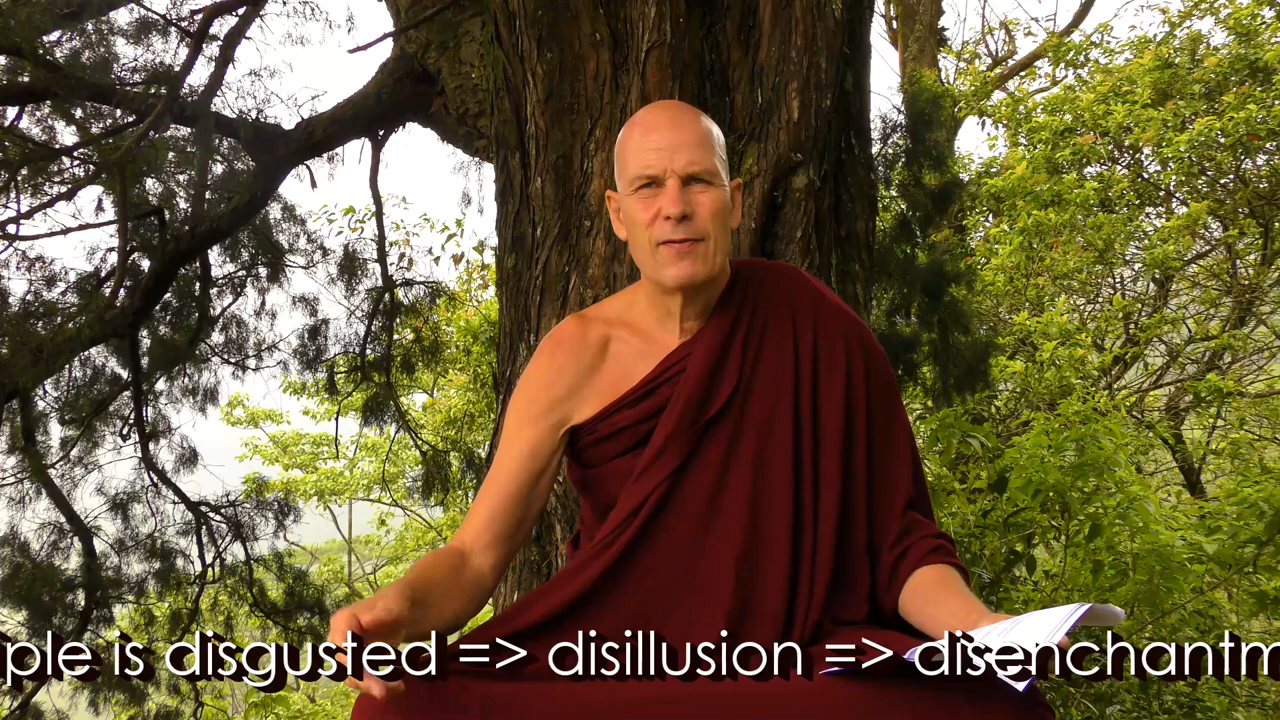 ple is disgusted => disillusion => disenchantm